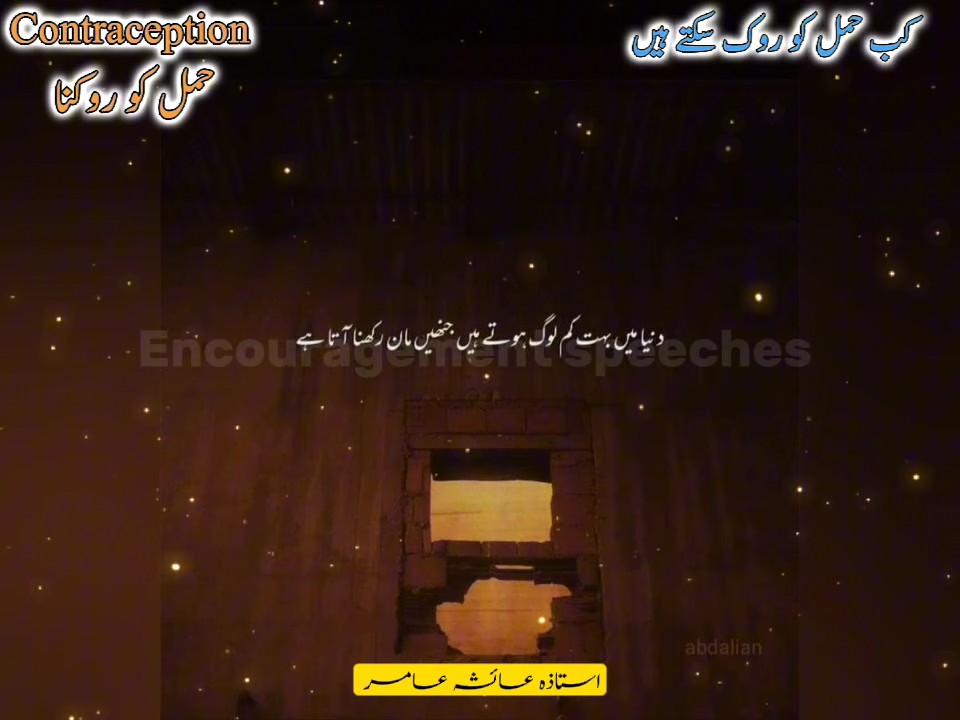 Contraception
حمل کو روکنا
کب حمل کو روک سکتے ہیں
دنیا میں بہت کم لوگ ہوتے ہیں جنھیں مان رکھنا آتا ہے
Encouragement speeches
abdalian
استاذہ عائشہ عامر